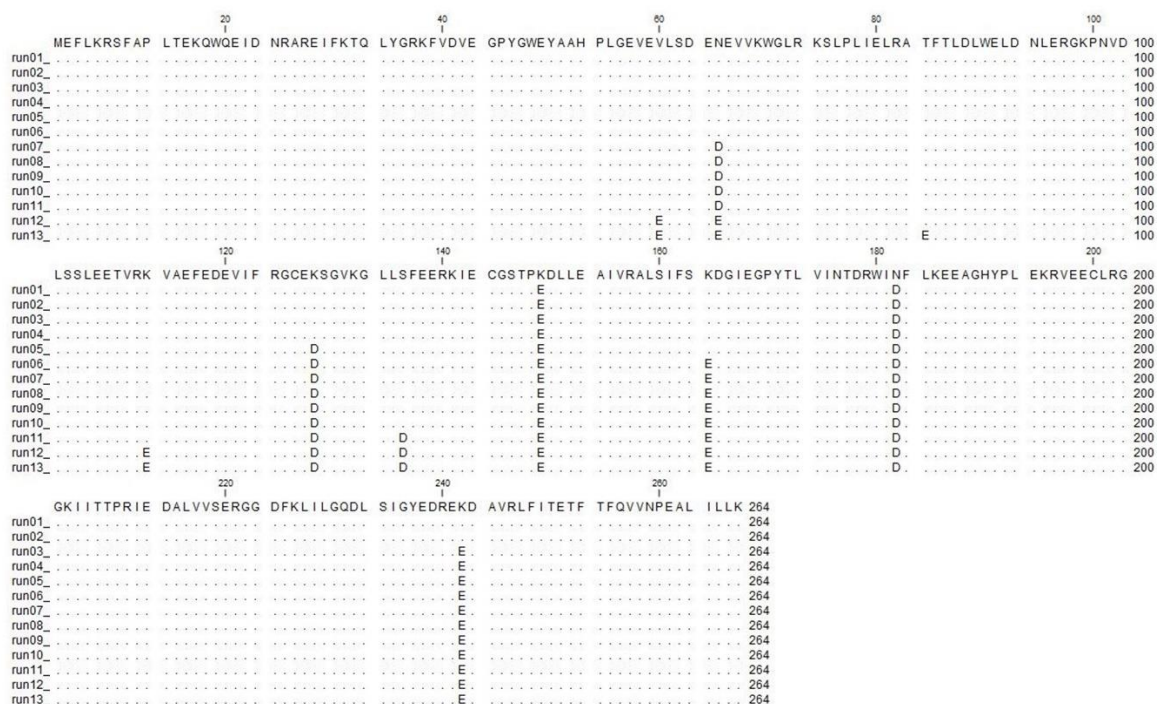 20 40 60 80 100
MEFLKRSFAP LTEKQWQEID NRAREIFKTQ LYGRKFVDVE GPYGWEYAAH PLGEVEVLSD ENEVVKWGLR KSLPLIELRA TFTLDLWELD NLERGKPNVD 100
run01_ .......... .......... .......... .......... .......... .......... .......... .......... .......... .......... 100
run02_ .......... .......... .......... .......... .......... .......... .......... .......... .......... .......... 100
run03_ .......... .......... .......... .......... .......... .......... .......... .......... .......... .......... 100
run04_ .......... .......... .......... .......... .......... .......... .......... .......... .......... .......... 100
run05_ .......... .......... .......... .......... .......... .......... .......... .......... .......... .......... 100
run06_ .......... .......... .......... .......... .......... .......... .......... .......... .......... .......... 100
run07_ .......... .......... .......... .......... .......... .......... .D........ .......... .......... .......... 100
run08_ .......... .......... .......... .......... .......... .......... .D........ .......... .......... .......... 100
run09_ .......... .......... .......... .......... .......... .......... .D........ .......... .......... .......... 100
run10_ .......... .......... .......... .......... .......... .......... .D........ .......... .......... .......... 100
run11_ .......... .......... .......... .......... .......... .......... .D........ .......... .......... .......... 100
run12_ .......... .......... .......... .......... .......... ......E... .E........ .......... .......... .......... 100
run13_ .......... .......... .......... .......... .......... ......E... .E........ .......... E......... .......... 100
120 140 160 180 200
LSSLEETVRK VAEFEDEVIF RGCEKSGVKG LLSFEERKIE CGSTPKDLLE AIVRALSIFS KDGIEGPYTL VINTDRWINF LKEEAGHYPL EKRVEECLRG 200
run01_ .......... .......... .......... .......... .....E.... .......... .......... ........D. .......... .......... 200
run02_ .......... .......... .......... .......... .....E.... .......... .......... ........D. .......... .......... 200
run03_ .......... .......... .......... .......... .....E.... .......... .......... ........D. .......... .......... 200
run04_ .......... .......... .......... .......... .....E.... .......... .......... ........D. .......... .......... 200
run05_ .......... .......... ....D..... .......... .....E.... .......... .......... ........D. .......... .......... 200
run06_ .......... .......... ....D..... .......... .....E.... .......... E......... ........D. .......... .......... 200
run07_ .......... .......... ....D..... .......... .....E.... .......... E......... ........D. .......... .......... 200
run08_ .......... .......... ....D..... .......... .....E.... .......... E......... ........D. .......... .......... 200
run09_ .......... .......... ....D..... .......... .....E.... .......... E......... ........D. .......... .......... 200
run10_ .......... .......... ....D..... .......... .....E.... .......... E......... ........D. .......... .......... 200
run11_ .......... .......... ....D..... ..D....... .....E.... .......... E......... ........D. .......... .......... 200
run12_ .........E .......... ....D..... ..D....... .....E.... .......... E......... ........D. .......... .......... 200
run13_ .........E .......... ....D..... ..D....... .....E.... .......... E......... ........D. .......... .......... 200
220 240 260
GKIITTPRIE DALVVSERGG DFKLILGQDL SIGYEDREKD AVRLFITETF TFQVVNPEAL ILLK 264
run01_ .......... .......... .......... .......... .......... .......... .... 264
run02_ .......... .......... .......... .......... .......... .......... .... 264
run03_ .......... .......... .......... ........E. .......... .......... .... 264
run04_ .......... .......... .......... ........E. .......... .......... .... 264
run05_ .......... .......... .......... ........E. .......... .......... .... 264
run06_ .......... .......... .......... ........E. .......... .......... .... 264
run07_ .......... .......... .......... ........E. .......... .......... .... 264
run08_ .......... .......... .......... ........E. .......... .......... .... 264
run09_ .......... .......... .......... ........E. .......... .......... .... 264
run10_ .......... .......... .......... ........E. .......... .......... .... 264
run11_ .......... .......... .......... ........E. .......... .......... .... 264
run12_ .......... .......... .......... ........E. .......... .......... .... 264
run13 .......... .......... .......... ........E. .......... .......... .... 264